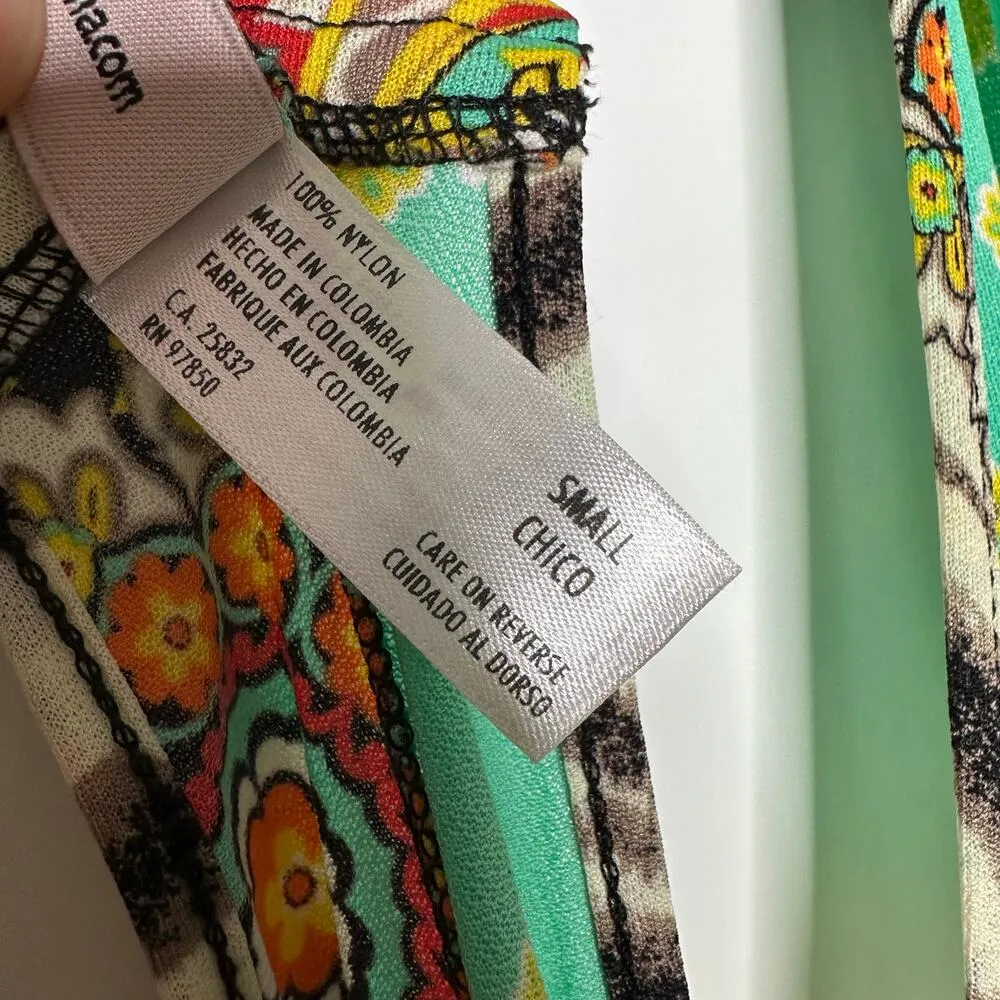 macom
100% NYLON
MADE IN COLOMBIA
HECHO EN COLOMBIA
FABRIQUE AUX COLOMBIA
C.A. 25832
RN 97850
SMALL
CHICO
CARE ON REVERSE
CUIDADO AL DORSO